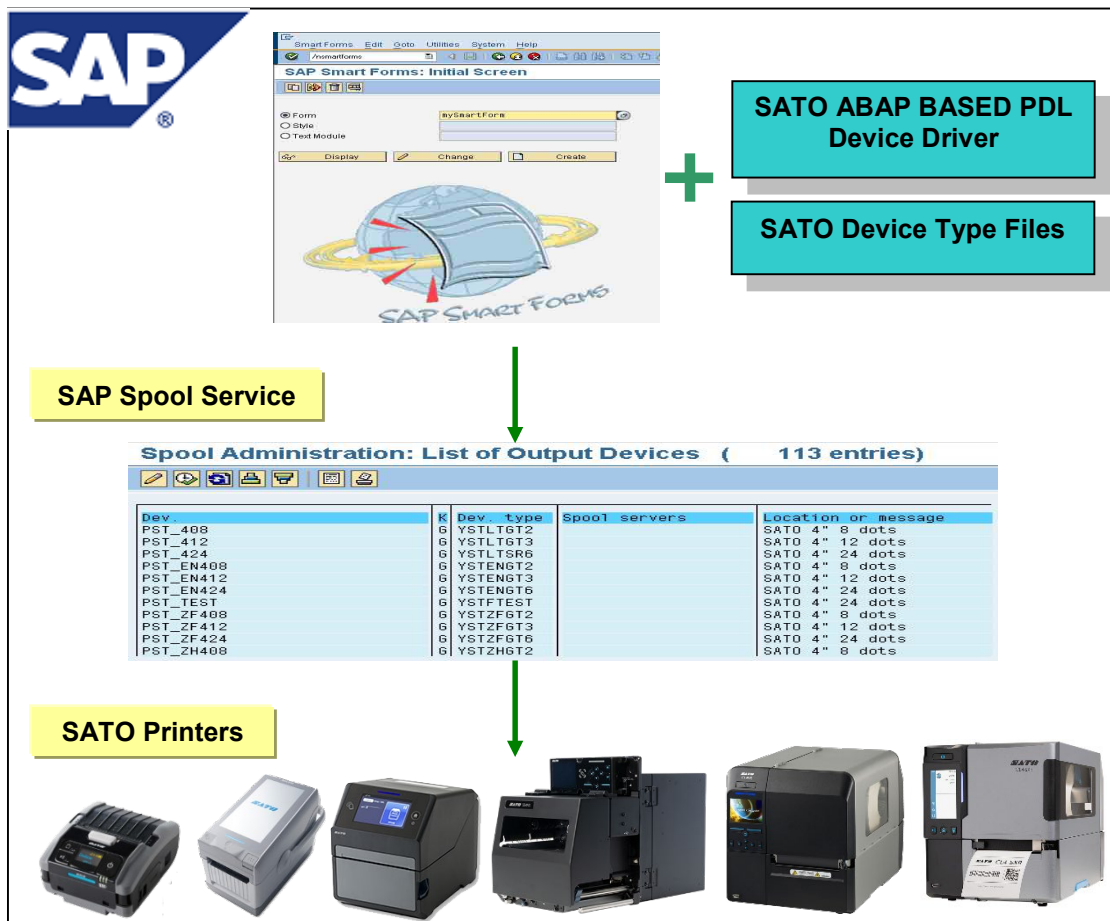 SAP
®
Smart Forms Edit Goto Utilities System Help
/nsmartforms
SAP Smart Forms: Initial Screen
Form mySmartForm
Style
Text Module
Display Change Create
SAP SMART FORMS
+
SATO ABAP BASED PDL
Device Driver
SATO Device Type Files
SAP Spool Service
Spool Administration: List of Output Devices ( 113 entries)
Dev. K Dev. type Spool servers Location or message
PST_408 G YSTLTGT2 SATO 4" 8 dots
PST_412 G YSTLTGT3 SATO 4" 12 dots
PST_424 G YSTLTSR6 SATO 4" 24 dots
PST_EN408 G YSTENGT2 SATO 4" 8 dots
PST_EN412 G YSTENGT3 SATO 4" 12 dots
PST_EN424 G YSTENGT6 SATO 4" 24 dots
PST_TEST G YSTFTEST SATO 4" 24 dots
PST_ZF408 G YSTZFGT2 SATO 4" 8 dots
PST_ZF412 G YSTZFGT3 SATO 4" 12 dots
PST_ZF424 G YSTZFGT6 SATO 4" 24 dots
PST_ZH408 G YSTZHGT2 SATO 4" 8 dots
SATO Printers
SATO
SATO
SATO
SATO